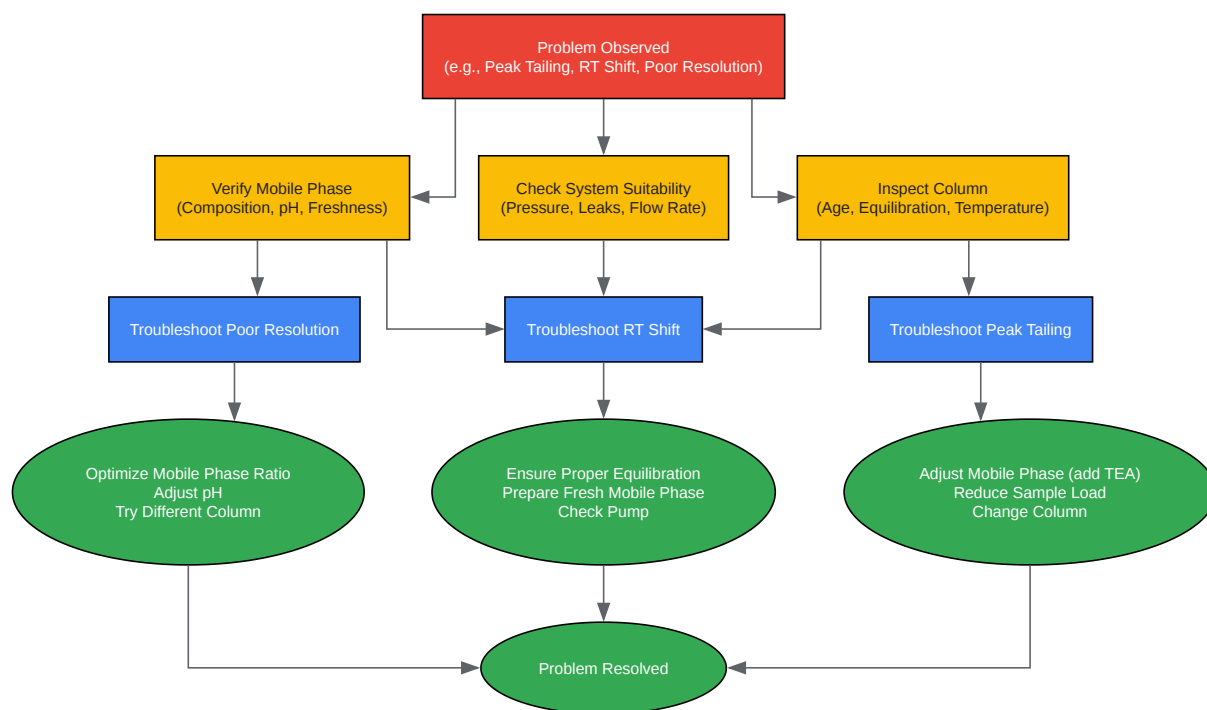 Problem Observed
(e.g., Peak Tailing, RT Shift, Poor Resolution)
Verify Mobile Phase
(Composition, pH, Freshness)
Check System Suitability
(Pressure, Leaks, Flow Rate)
Inspect Column
(Age, Equilibration, Temperature)
Troubleshoot Poor Resolution
Troubleshoot RT Shift
Troubleshoot Peak Tailing
Optimize Mobile Phase Ratio
Adjust pH
Try Different Column
Ensure Proper Equilibration
Prepare Fresh Mobile Phase
Check Pump
Adjust Mobile Phase (add TEA)
Reduce Sample Load
Change Column
Problem Resolved